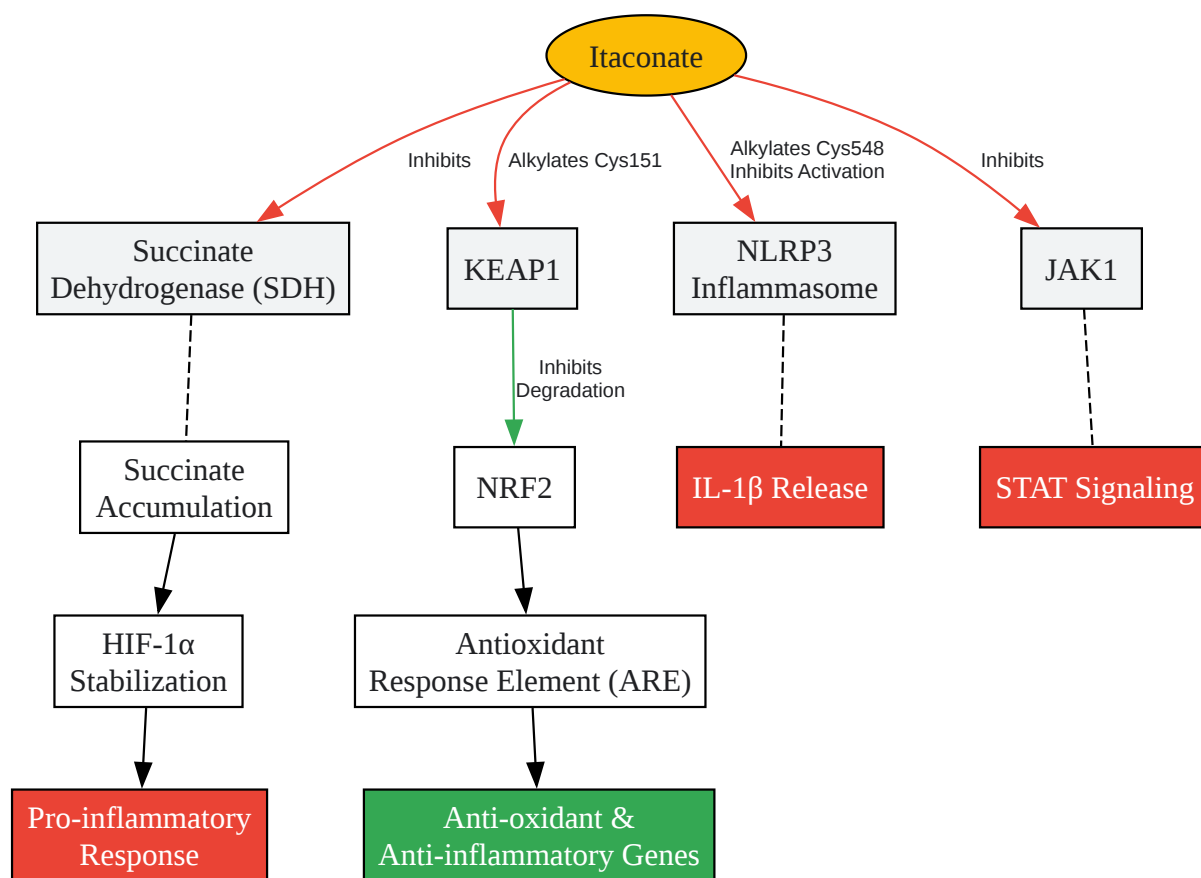 Itaconate
Inhibits
Alkylates Cys151
Alkylates Cys548
Inhibits Activation
Inhibits
Succinate
Dehydrogenase (SDH)
KEAP1
NLRP3
Inflammasome
JAK1
Inhibits
Degradation
Succinate
Accumulation
NRF2
IL-1β Release
STAT Signaling
HIF-1α
Stabilization
Antioxidant
Response Element (ARE)
Pro-inflammatory
Response
Anti-oxidant &
Anti-inflammatory Genes